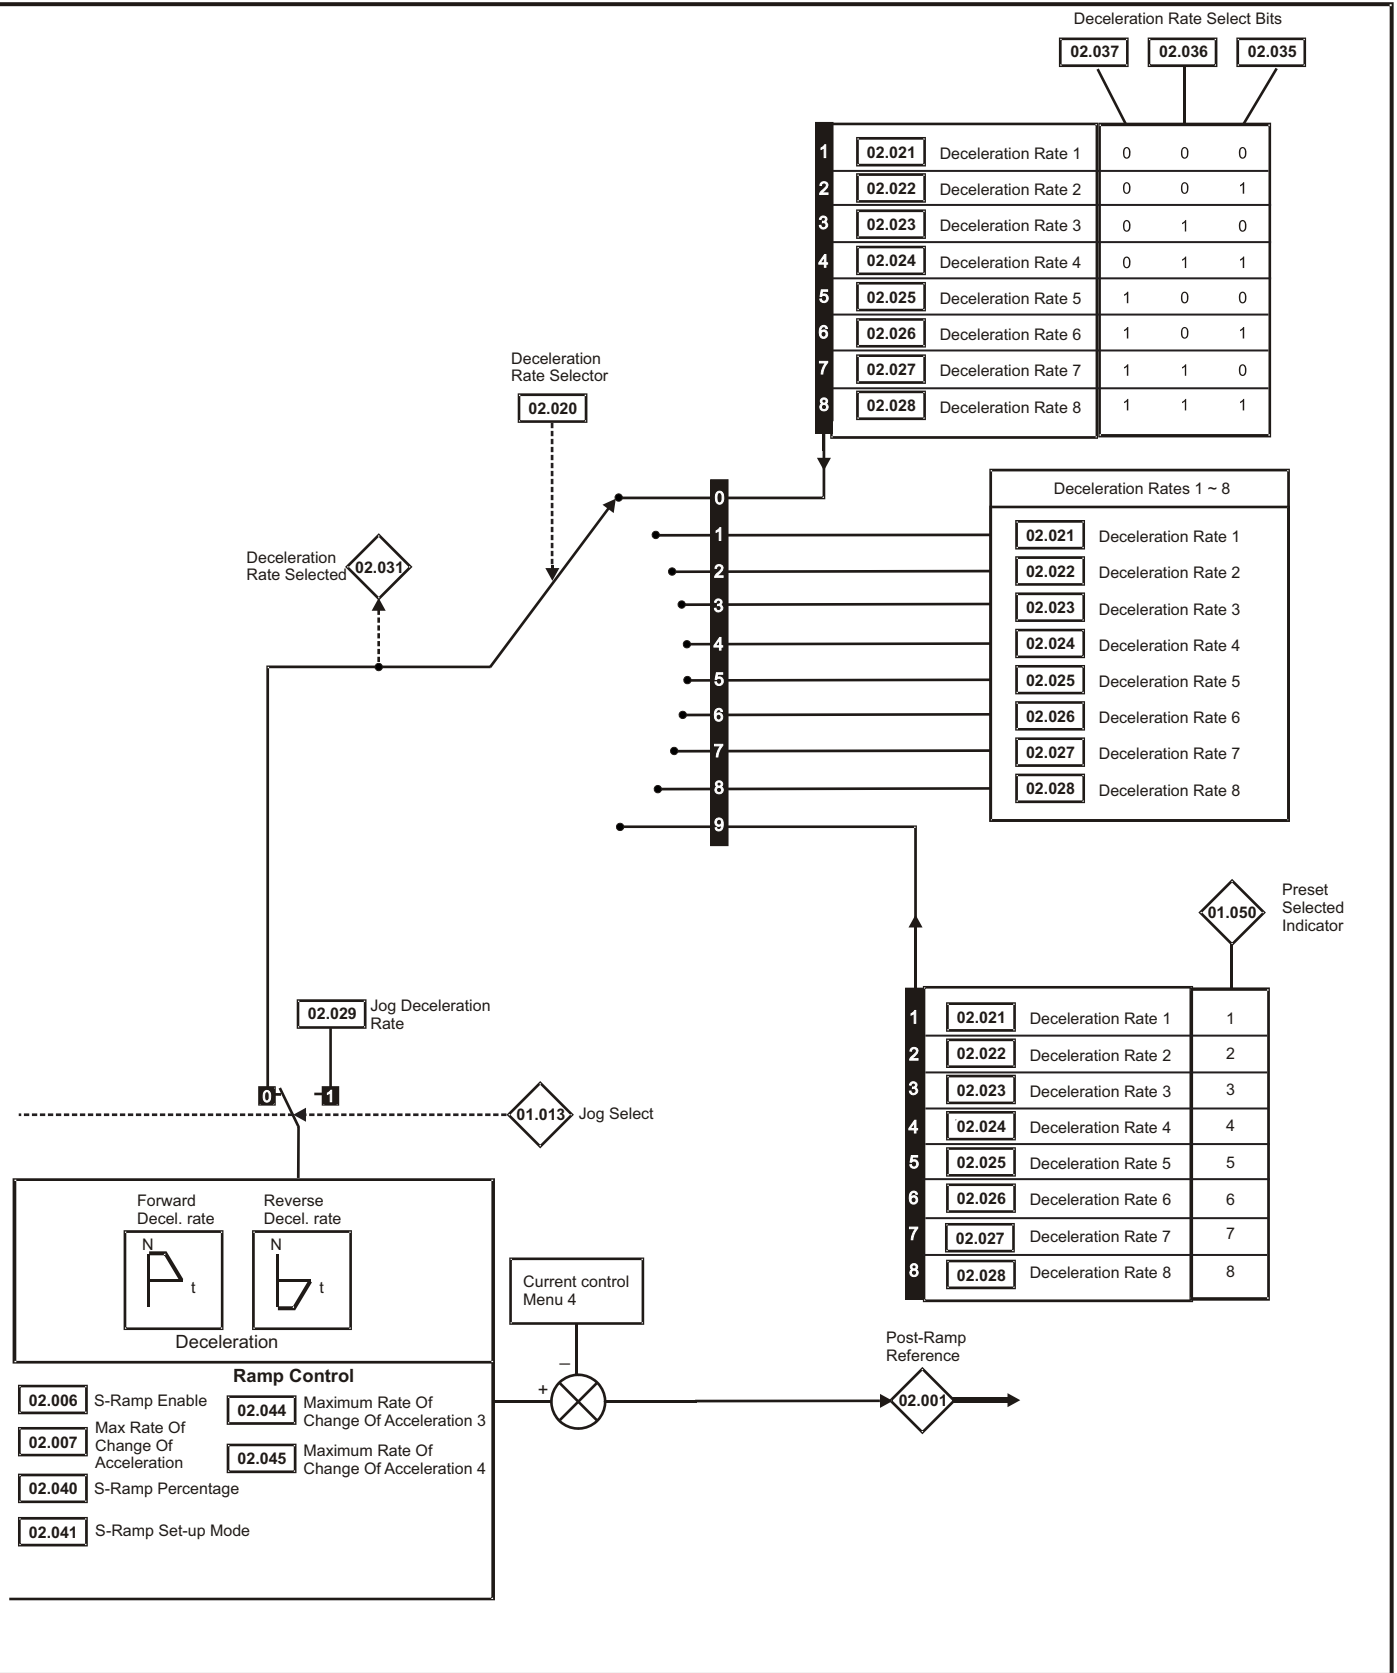 Deceleration Rate Select Bits
02.037 02.036 02.035
1 02.021 Deceleration Rate 1 0 0 0
2 02.022 Deceleration Rate 2 0 0 1
3 02.023 Deceleration Rate 3 0 1 0
4 02.024 Deceleration Rate 4 0 1 1
5 02.025 Deceleration Rate 5 1 0 0
6 02.026 Deceleration Rate 6 1 0 1
7 02.027 Deceleration Rate 7 1 1 0
8 02.028 Deceleration Rate 8 1 1 1
Deceleration
Rate Selector
02.020
Deceleration
Rate Selected
02.031
0
1
2
3
4
5
6
7
8
9
Deceleration Rates 1 ~ 8
02.021 Deceleration Rate 1
02.022 Deceleration Rate 2
02.023 Deceleration Rate 3
02.024 Deceleration Rate 4
02.025 Deceleration Rate 5
02.026 Deceleration Rate 6
02.027 Deceleration Rate 7
02.028 Deceleration Rate 8
01.050
Preset
Selected
Indicator
1 02.021 Deceleration Rate 1 1
2 02.022 Deceleration Rate 2 2
3 02.023 Deceleration Rate 3 3
4 02.024 Deceleration Rate 4 4
5 02.025 Deceleration Rate 5 5
6 02.026 Deceleration Rate 6 6
7 02.027 Deceleration Rate 7 7
8 02.028 Deceleration Rate 8 8
02.029
Jog Deceleration
Rate
0 1
01.013 Jog Select
Forward
Decel. rate
N
t
Reverse
Decel. rate
N
t
Deceleration
Ramp Control
02.006 S-Ramp Enable
02.007
Max Rate Of
Change Of
Acceleration
02.040 S-Ramp Percentage
02.041 S-Ramp Set-up Mode
02.044
Maximum Rate Of
Change Of Acceleration 3
02.045
Maximum Rate Of
Change Of Acceleration 4
Current control
Menu 4
–
+
Post-Ramp
Reference
02.001